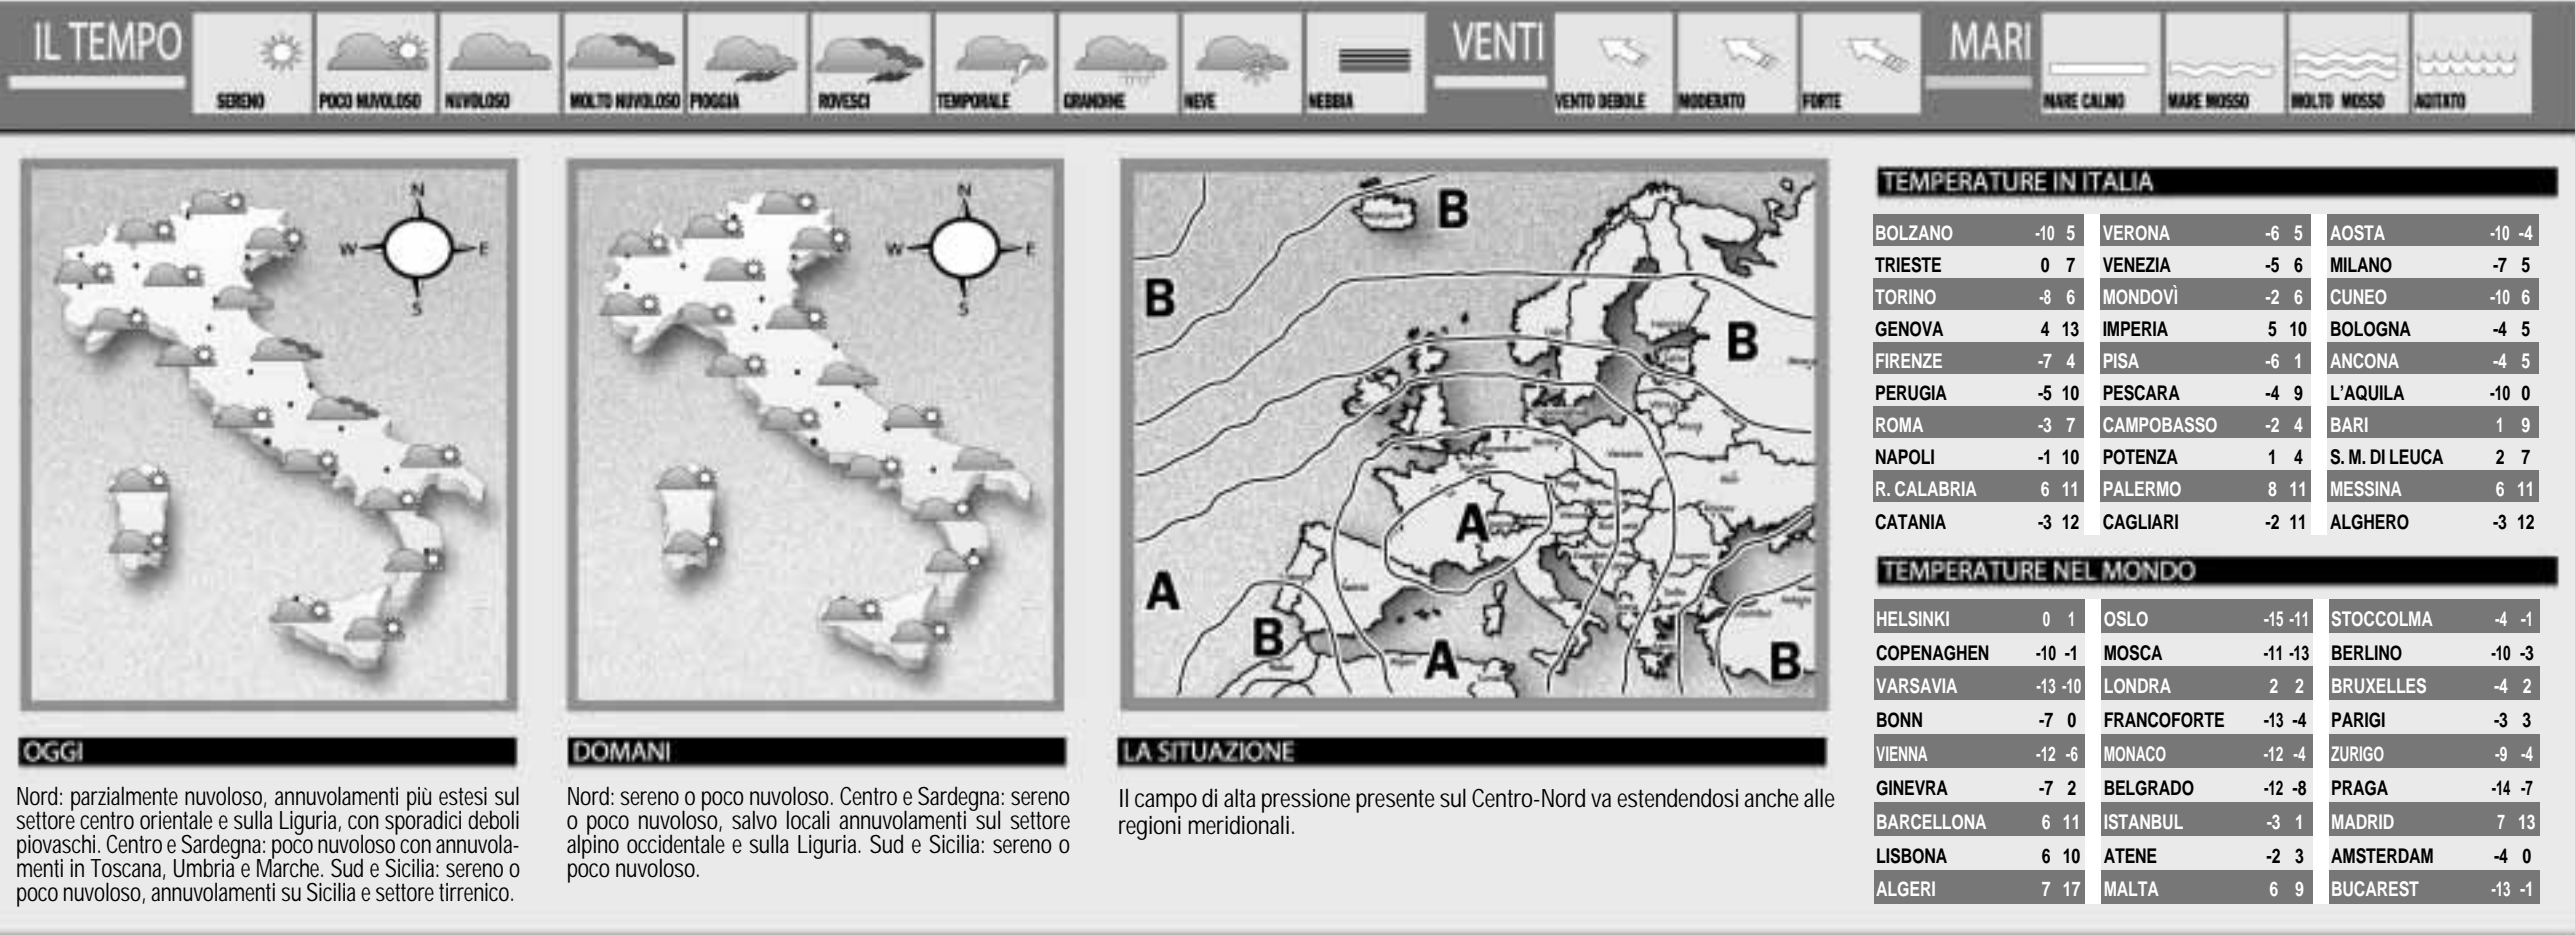 IL TEMPO
SERENO
POCO NUVOLOSO
NUVOLOSO
MOLTO NUVOLOSO
PIOGGIA
ROVESCI
TEMPORALE
GRANDINE
NEVE
NEBBIA
VENTI
VENTO DEBOLE
MODERATO
FORTE
MARI
MARE CALMO
MARE MOSSO
MOLTO MOSSO
AGITATO
N
W E
S
N
W E
S
B
B
B
A
A
B
A
B
OGGI
Nord: parzialmente nuvoloso, annuvolamenti più estesi sul
settore centro orientale e sulla Liguria, con sporadici deboli
piovaschi. Centro e Sardegna: poco nuvoloso con annuvola-
menti in Toscana, Umbria e Marche. Sud e Sicilia: sereno o
poco nuvoloso, annuvolamenti su Sicilia e settore tirrenico.
DOMANI
Nord: sereno o poco nuvoloso. Centro e Sardegna: sereno
o poco nuvoloso, salvo locali annuvolamenti sul settore
alpino occidentale e sulla Liguria. Sud e Sicilia: sereno o
poco nuvoloso.
LA SITUAZIONE
Il campo di alta pressione presente sul Centro-Nord va estendendosi anche alle
regioni meridionali.
TEMPERATURE IN ITALIA
BOLZANO -10 5 VERONA -6 5 AOSTA -10 -4
TRIESTE 0 7 VENEZIA -5 6 MILANO -7 5
TORINO -8 6 MONDOVÌ -2 6 CUNEO -10 6
GENOVA 4 13 IMPERIA 5 10 BOLOGNA -4 5
FIRENZE -7 4 PISA -6 1 ANCONA -4 5
PERUGIA -5 10 PESCARA -4 9 L'AQUILA -10 0
ROMA -3 7 CAMPOBASSO -2 4 BARI 1 9
NAPOLI -1 10 POTENZA 1 4 S. M. DI LEUCA 2 7
R. CALABRIA 6 11 PALERMO 8 11 MESSINA 6 11
CATANIA -3 12 CAGLIARI -2 11 ALGHERO -3 12
TEMPERATURE NEL MONDO
HELSINKI 0 1 OSLO -15 -11 STOCCOLMA -4 -1
COPENAGHEN -10 -1 MOSCA -11 -13 BERLINO -10 -3
VARSAVIA -13 -10 LONDRA 2 2 BRUXELLES -4 2
BONN -7 0 FRANCOFORTE -13 -4 PARIGI -3 3
VIENNA -12 -6 MONACO -12 -4 ZURIGO -9 -4
GINEVRA -7 2 BELGRADO -12 -8 PRAGA -14 -7
BARCELLONA 6 11 ISTANBUL -3 1 MADRID 7 13
LISBONA 6 10 ATENE -2 3 AMSTERDAM -4 0
ALGERI 7 17 MALTA 6 9 BUCAREST -13 -1